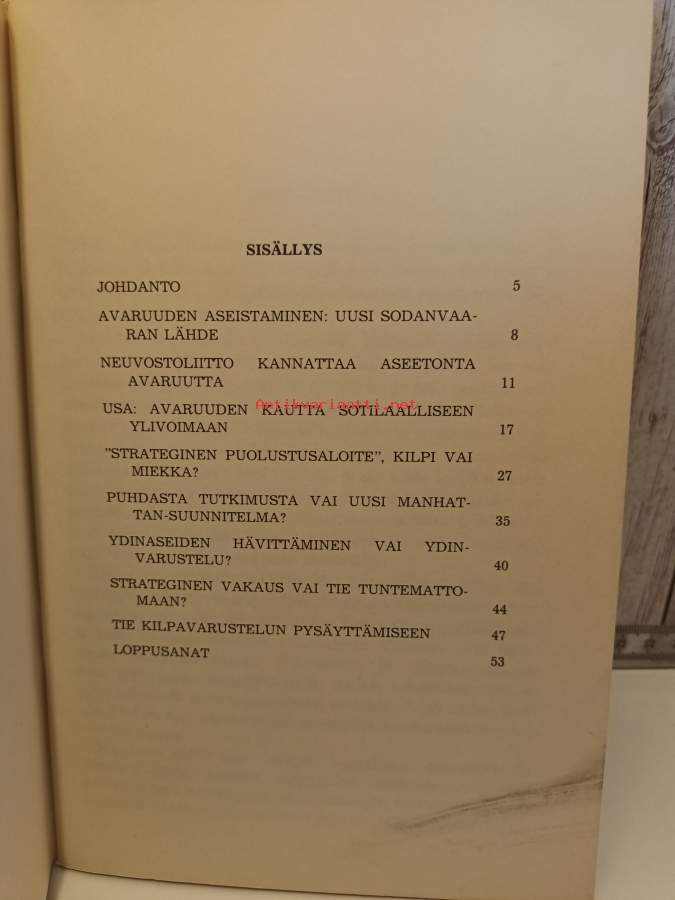 SISÄLLYS
JOHDANTO 5
AVARUUDEN ASEISTAMINEN: UUSI SODANVAA-
RAN LÄHDE 8
NEUVOSTOLIITTO KANNATTAA ASEETONTA
AVARUUTTA 11
Antikvariaatti.net
USA: AVARUUDEN KAUTTA SOTILAALLISEEN
YLIVOIMAAN 17
”STRATEGINEN PUOLUSTUSALOITE”, KILPI VAI
MIEKKA? 27
PUHDASTA TUTKIMUSTA VAI UUSI MANHAT-
TAN-SUUNNITELMA? 35
YDINASEIDEN HÄVITTÄMINEN VAI YDIN-
VARUSTELU? 40
STRATEGINEN VAKAUS VAI TIE TUNTEMATTO-
MAAN? 44
TIE KILPAVARUSTELUN PYSÄYTTÄMISEEN 47
LOPPUSANAT 53